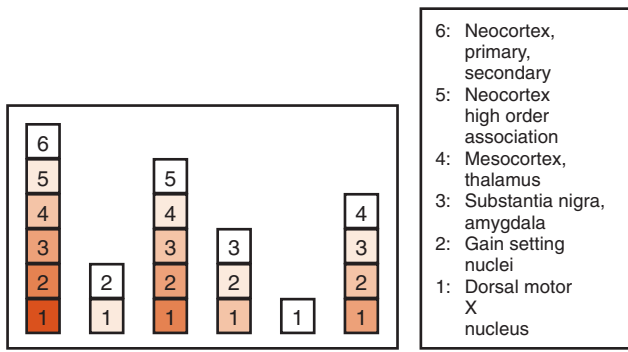 6
5 5
4 4 4
3 3 3 3
2 2 2 2 2
1 1 1 1 1 1
6: Neocortex,
primary,
secondary
5: Neocortex
high order
association
4: Mesocortex,
thalamus
3: Substantia nigra,
amygdala
2: Gain setting
nuclei
1: Dorsal motor
X
nucleus